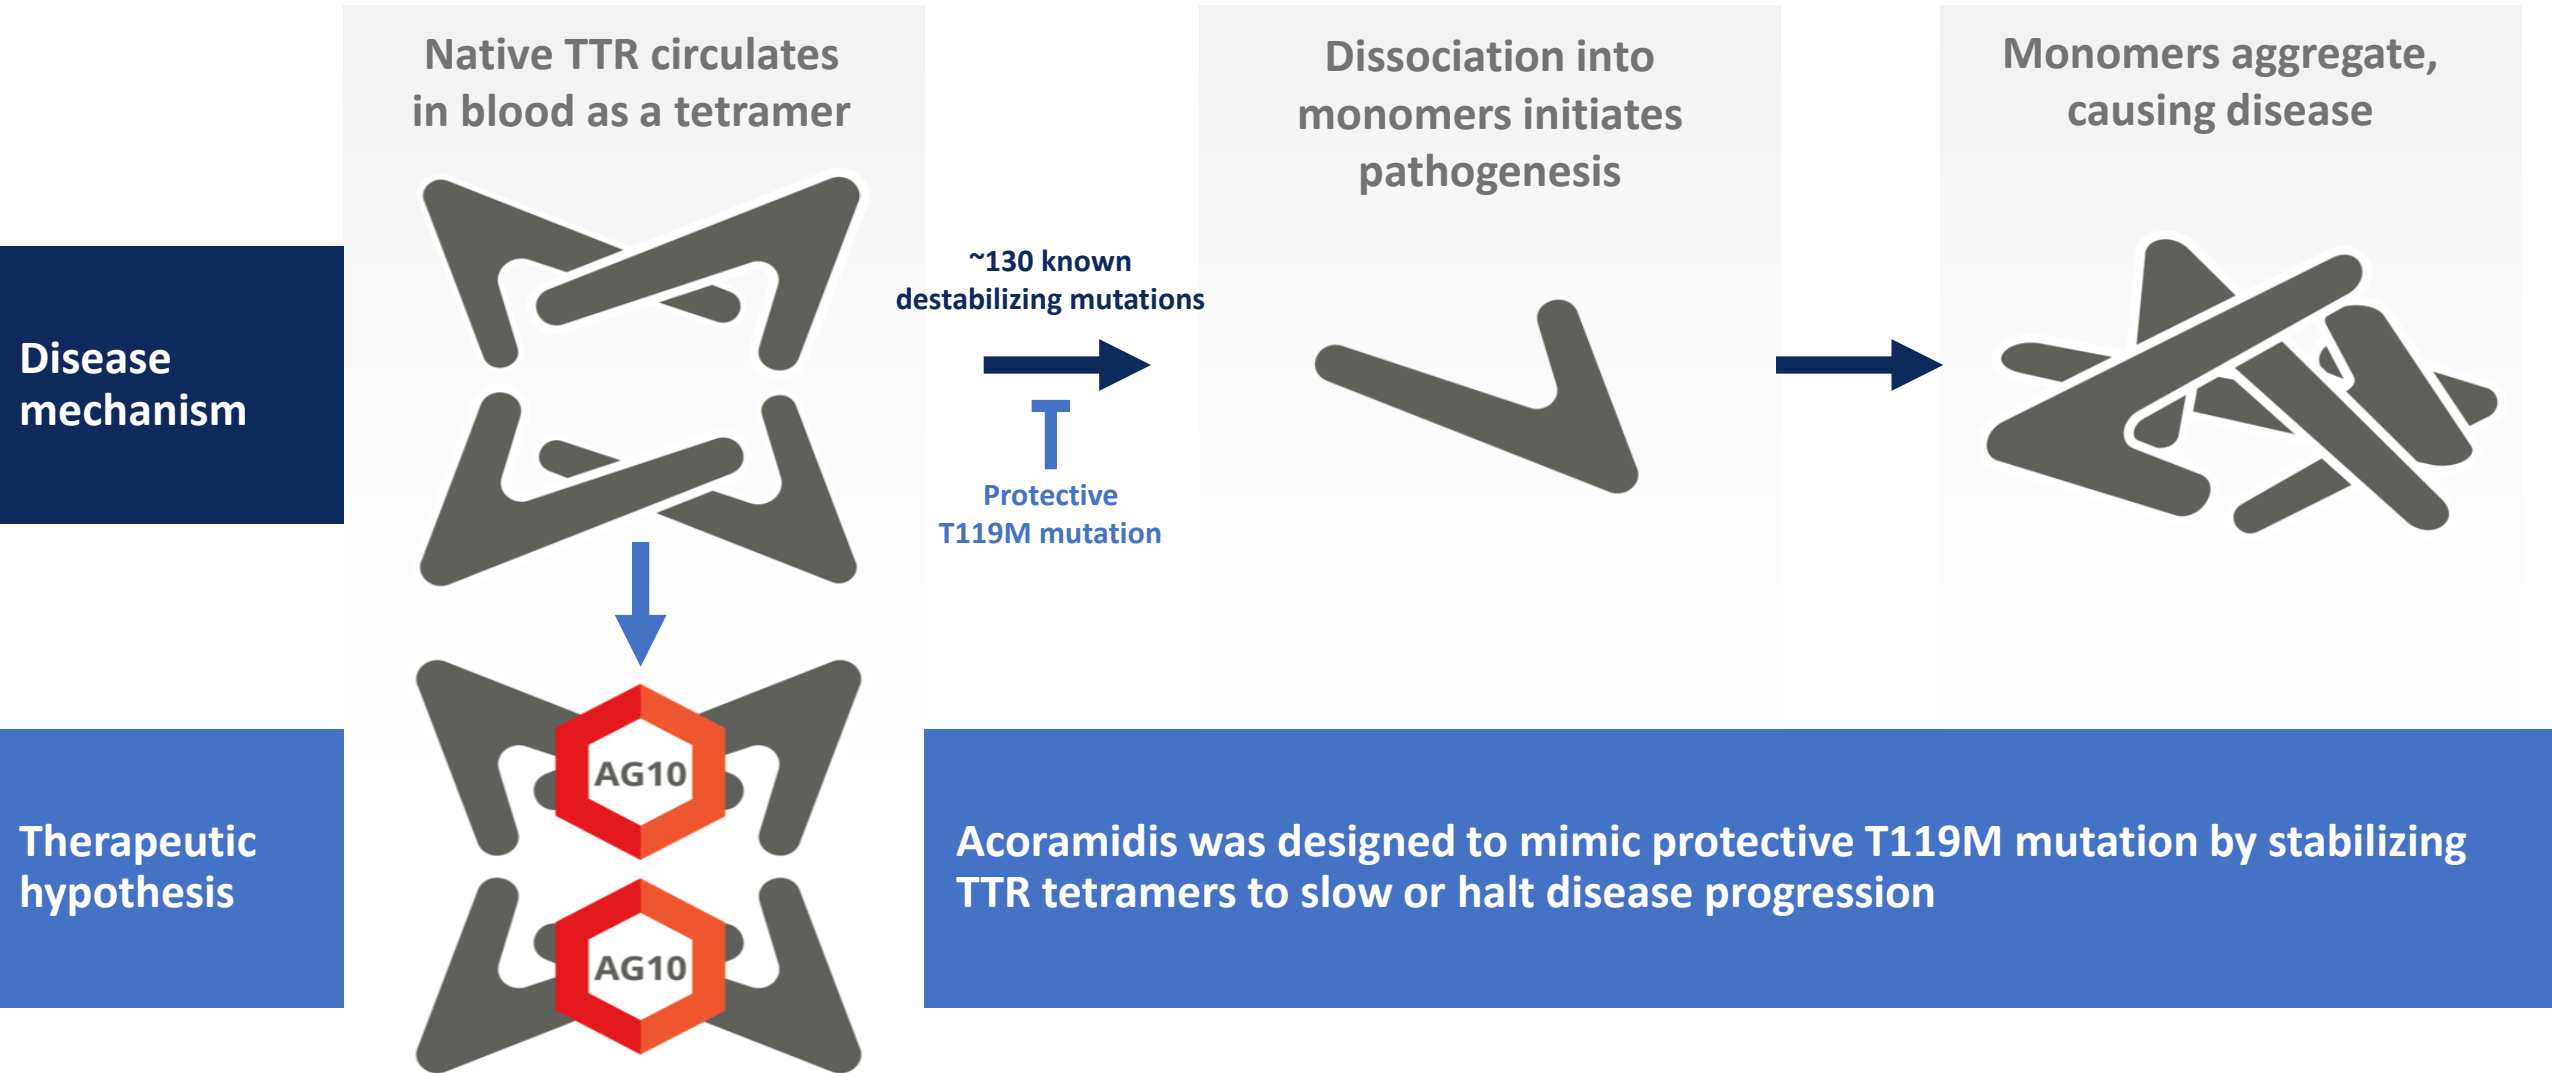 Native TTR circulates
in blood as a tetramer
Dissociation into
monomers initiates
pathogenesis
Monomers aggregate,
causing disease
Disease
mechanism
~130 known
destabilizing mutations
Protective
T119M mutation
Therapeutic
hypothesis
AG10
AG10
Acoramidis was designed to mimic protective T119M mutation by stabilizing
TTR tetramers to slow or halt disease progression